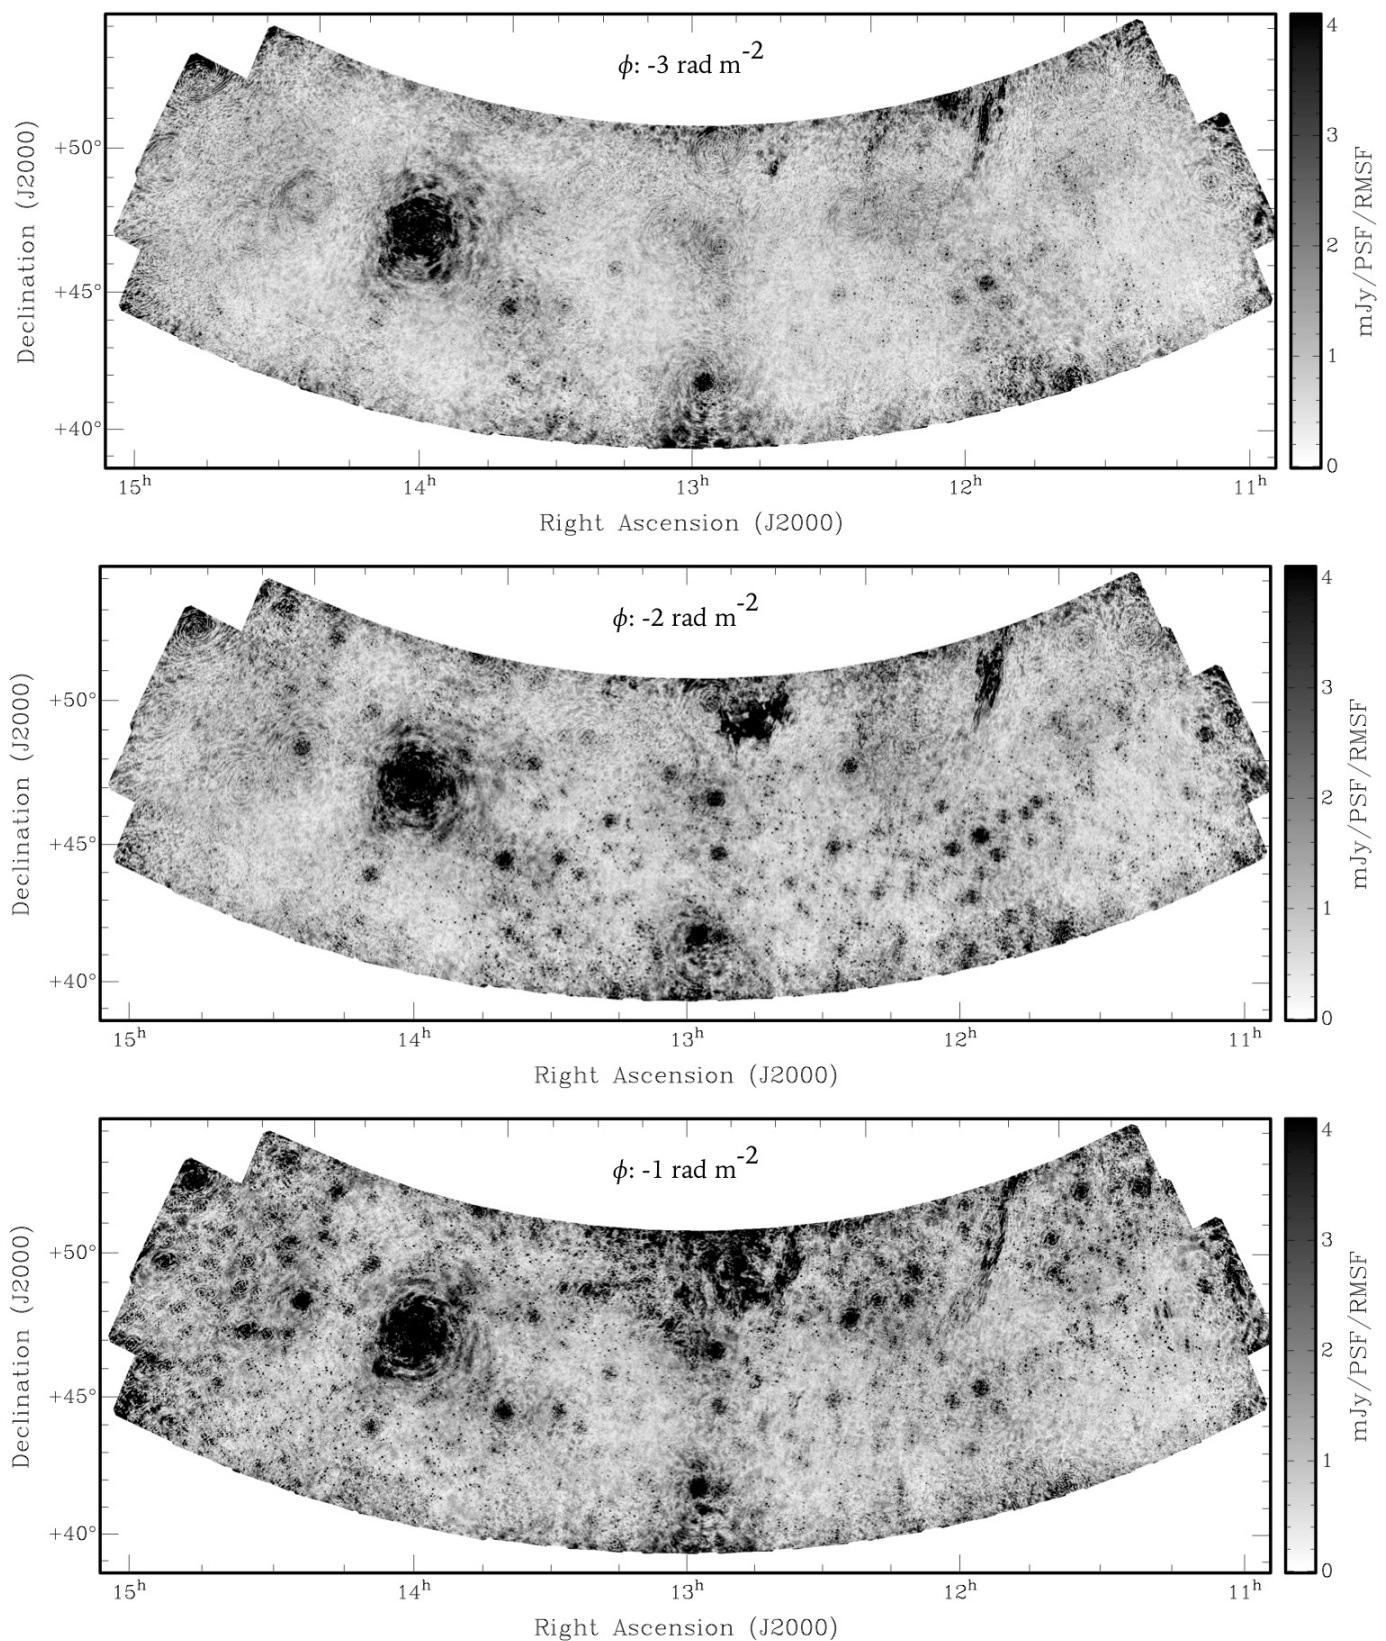 ϕ: -3 rad m-2
+50°
+45°
+40°
Declination (J2000)
15h 14h 13h 12h 11h
Right Ascension (J2000)
4
3
2
1
0
mJy/PSF/RMSF
ϕ: -2 rad m-2
+50°
+45°
+40°
Declination (J2000)
15h 14h 13h 12h 11h
Right Ascension (J2000)
4
3
2
1
0
mJy/PSF/RMSF
ϕ: -1 rad m-2
+50°
+45°
+40°
Declination (J2000)
15h 14h 13h 12h 11h
Right Ascension (J2000)
4
3
2
1
0
mJy/PSF/RMSF